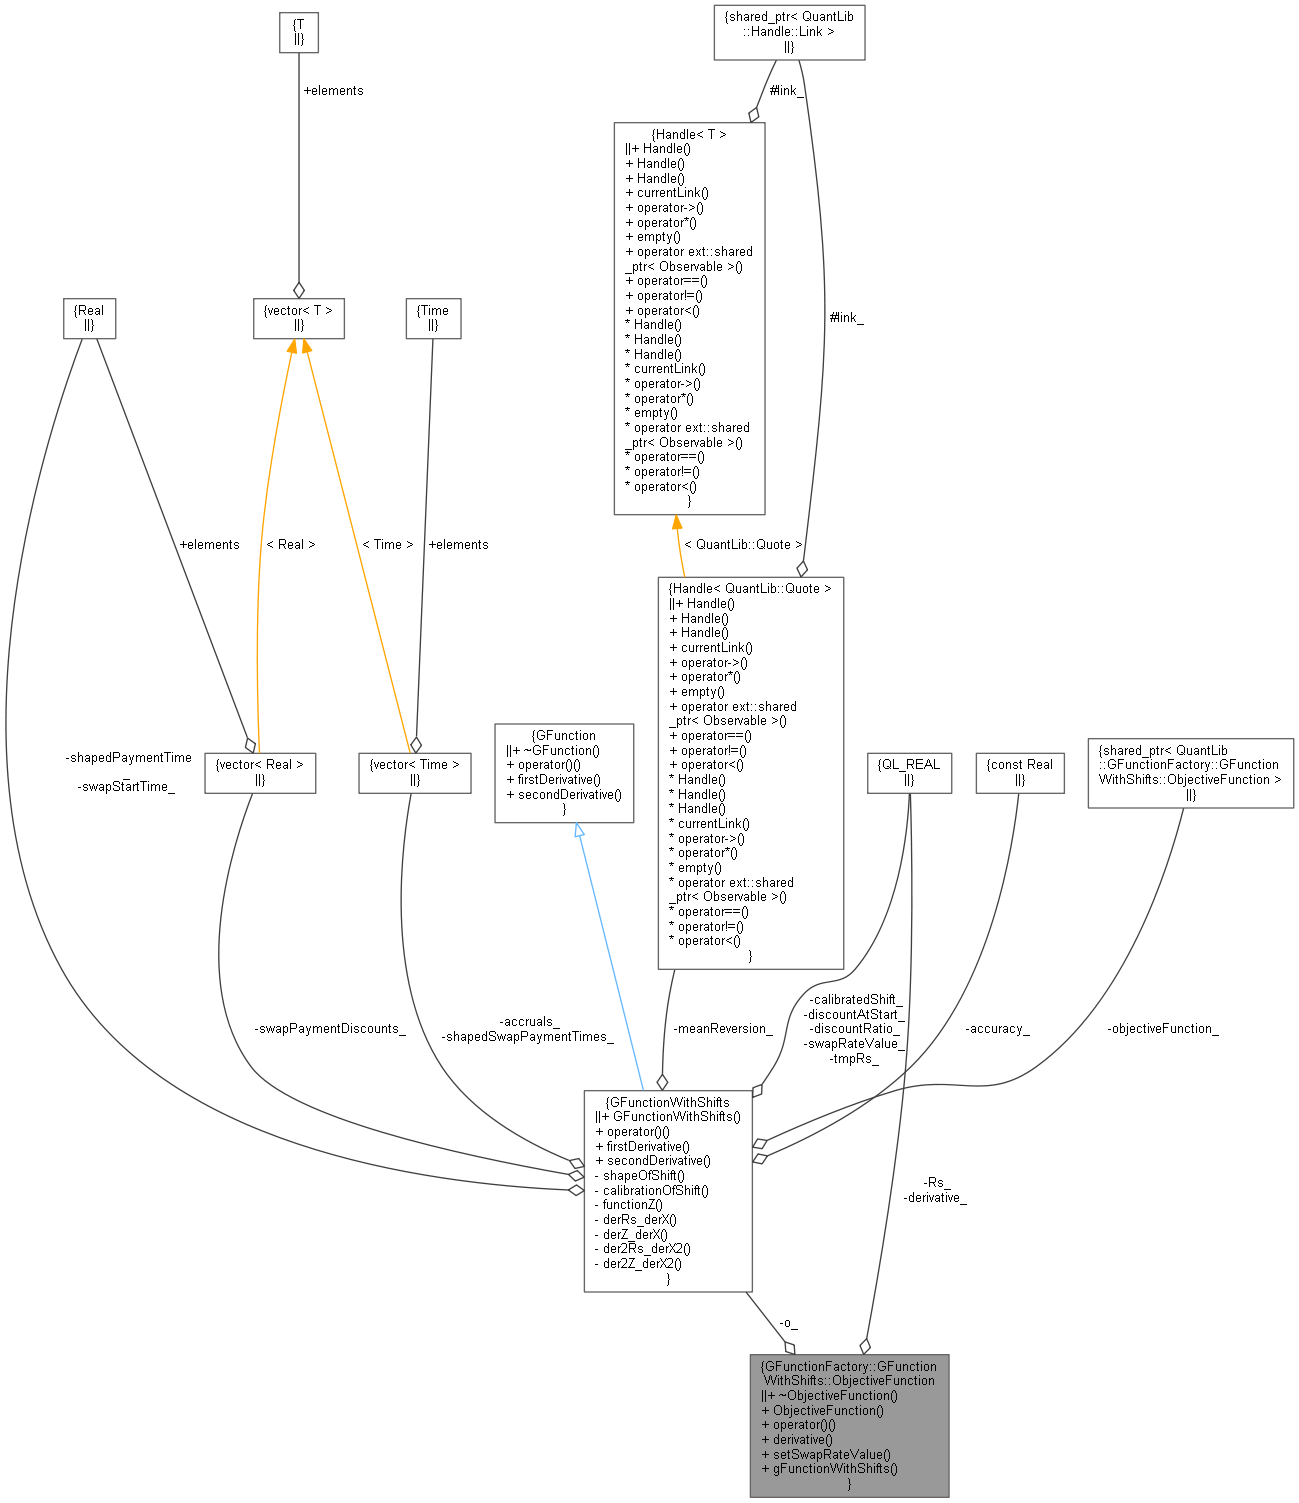 {T
||}
+elements
{shared_ptr< QuantLib
::Handle::Link >
||}
#link_
{Handle< T >
||+ Handle()
+ Handle()
+ Handle()
+ currentLink()
+ operator->()
+ operator*()
+ empty()
+ operator ext::shared
_ptr< Observable >()
+ operator==()
+ operator!=()
+ operator<()
* Handle()
* Handle()
* Handle()
* currentLink()
* operator->()
* operator*()
* empty()
* operator ext::shared
_ptr< Observable >()
* operator==()
* operator!=()
* operator<()
}
#link_
{Real
||}
{vector< T >
||}
{Time
||}
+elements
< Real >
< Time >
+elements
< QuantLib::Quote >
{Handle< QuantLib::Quote >
||+ Handle()
+ Handle()
+ Handle()
+ currentLink()
+ operator->()
+ operator*()
+ empty()
+ operator ext::shared
_ptr< Observable >()
+ operator==()
+ operator!=()
+ operator<()
* Handle()
* Handle()
* Handle()
* currentLink()
* operator->()
* operator*()
* empty()
* operator ext::shared
_ptr< Observable >()
* operator==()
* operator!=()
* operator<()
}
-shapedPaymentTime
_
-swapStartTime_
{vector< Real >
||}
{vector< Time >
||}
{GFunction
||+ ~GFunction()
+ operator()()
+ firstDerivative()
+ secondDerivative()
}
{QL_REAL
||}
{const Real
||}
{shared_ptr< QuantLib
::GFunctionFactory::GFunction
WithShifts::ObjectiveFunction >
||}
-swapPaymentDiscounts_
-accruals_
-shapedSwapPaymentTimes_
-meanReversion_
-calibratedShift_
-discountAtStart_
-discountRatio_
-swapRateValue_
-tmpRs_
-accuracy_
-objectiveFunction_
{GFunctionWithShifts
||+ GFunctionWithShifts()
+ operator()()
+ firstDerivative()
+ secondDerivative()
- shapeOfShift()
- calibrationOfShift()
- functionZ()
- derRs_derX()
- derZ_derX()
- der2Rs_derX2()
- der2Z_derX2()
}
-Rs_
-derivative_
-o_
{GFunctionFactory::GFunction
WithShifts::ObjectiveFunction
||+ ~ObjectiveFunction()
+ ObjectiveFunction()
+ operator()()
+ derivative()
+ setSwapRateValue()
+ gFunctionWithShifts()
}